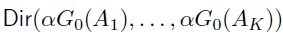 Dir(αG₀(A₁), . . . , αG₀(A_K))